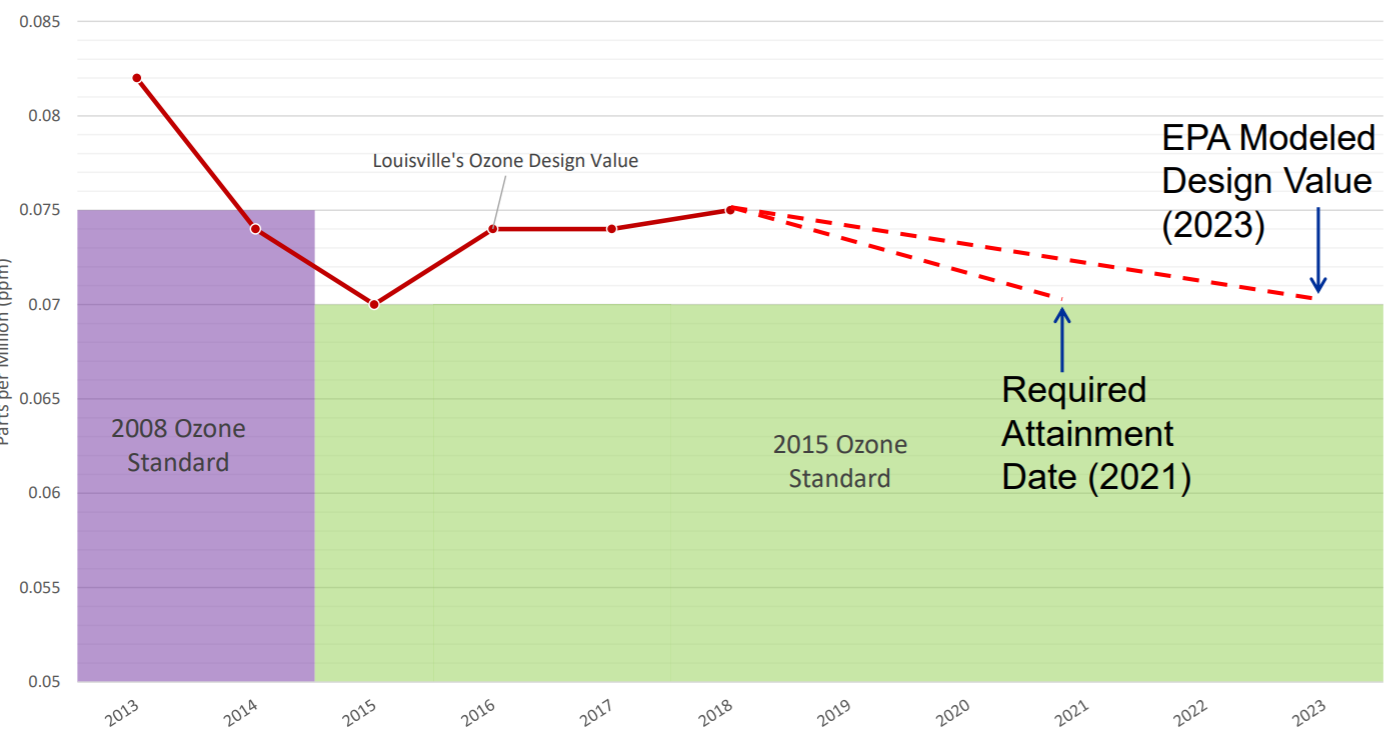 0.085
0.08
0.075
0.07
0.065
0.06
0.055
0.05
Parts per Million (ppm)
Louisville's Ozone Design Value
EPA Modeled
Design Value
(2023)
2008 Ozone
Standard
2015 Ozone
Standard
Required
Attainment
Date (2021)
2013
2014
2015
2016
2017
2018
2019
2020
2021
2022
2023